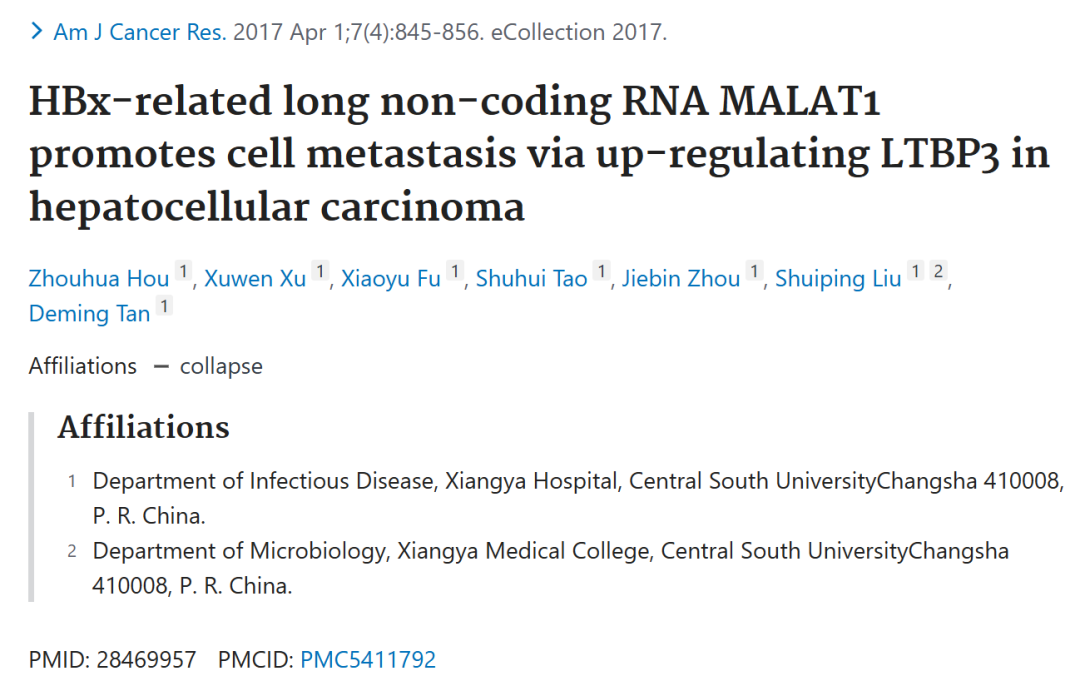 Am J Cancer Res. 2017 Apr 1;7(4):845-856. eCollection 2017.
HBx-related long non-coding RNA MALAT1
promotes cell metastasis via up-regulating LTBP3 in
hepatocellular carcinoma
Zhouhua Hou 1, Xuwen Xu 1, Xiaoyu Fu 1, Shuhui Tao 1, Jiebin Zhou 1, Shuiping Liu 1 2,
Deming Tan 1
Affiliations — collapse
Affiliations
1 Department of Infectious Disease, Xiangya Hospital, Central South UniversityChangsha 410008,
P. R. China.
2 Department of Microbiology, Xiangya Medical College, Central South UniversityChangsha
410008, P. R. China.
PMID: 28469957 PMCID: PMC5411792